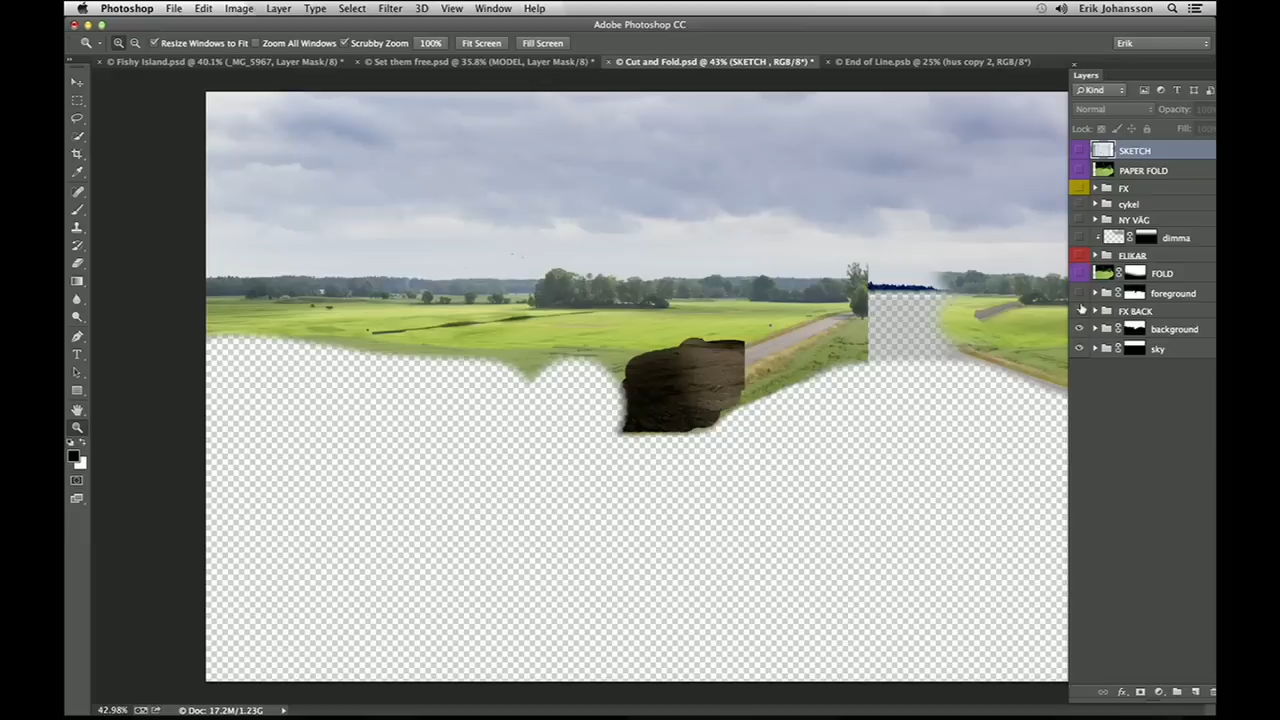 Photoshop File Edit Image Layer Type Select Filter 3D View Window Help Erik Johansson
Adobe Photoshop CC
Resize Windows to Fit Zoom All Windows Scrubby Zoom 100% Fit Screen Fill Screen Erik
× © Fishy Island.psd @ 40.1% (_MG_5967, Layer Mask/8) * × © Set them free.psd @ 35.8% (MODEL, Layer Mask/8) * × © Cut and Fold.psd @ 43% (SKETCH , RGB/8*) * × © End of Line.psb @ 25% (hus copy 2, RGB/8*)
Layers
Kind
Normal Opacity:
Lock: Fill:
SKETCH
PAPER FOLD
FX
cykel
NY VÄG
dimma
FLIKAR
FOLD
foreground
FX BACK
background
sky
42.98% © Doc: 17.2M/1.23G